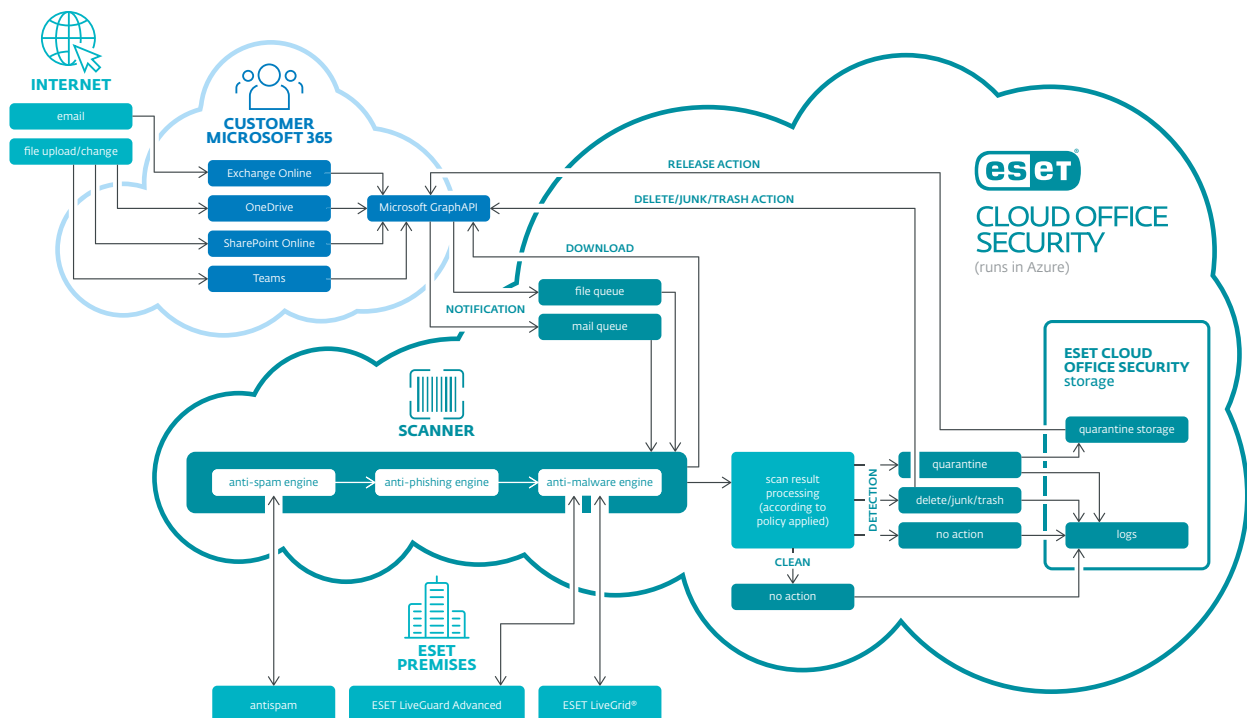 INTERNET
email
file upload/change
CUSTOMER
MICROSOFT 365
Exchange Online
OneDrive
SharePoint Online
Teams
Microsoft GraphAPI
RELEASE ACTION
DELETE/JUNK/TRASH ACTION
DOWNLOAD
NOTIFICATION
file queue
mail queue
eset®
CLOUD OFFICE
SECURITY
(runs in Azure)
SCANNER
anti-spam engine
anti-phishing engine
anti-malware engine
scan result
processing
(according to
policy applied)
DETECTION
CLEAN
no action
quarantine
delete/junk/trash
no action
ESET CLOUD
OFFICE SECURITY
storage
quarantine storage
logs
ESET
PREMISES
antispam
ESET LiveGuard Advanced
ESET LiveGrid®